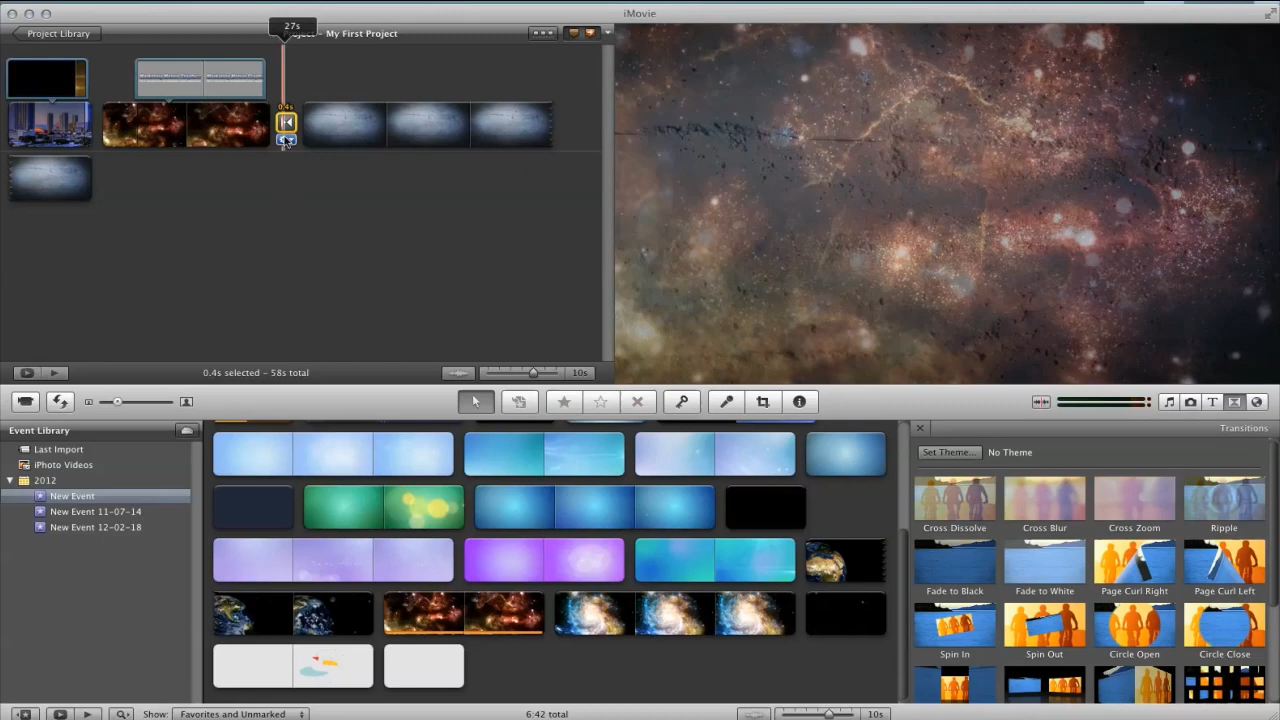 iMovie
27s
Project Library
Project – My First Project
0.4s
0.4s selected – 58s total
10s
Event Library
Transitions
Last Import
iPhoto Videos
2012
New Event
New Event 11-07-14
New Event 12-02-18
Set Theme...
No Theme
Cross Dissolve
Cross Blur
Cross Zoom
Ripple
Fade to Black
Fade to White
Page Curl Right
Page Curl Left
Spin In
Spin Out
Circle Open
Circle Close
Show: Favorites and Unmarked
6:42 total
10s